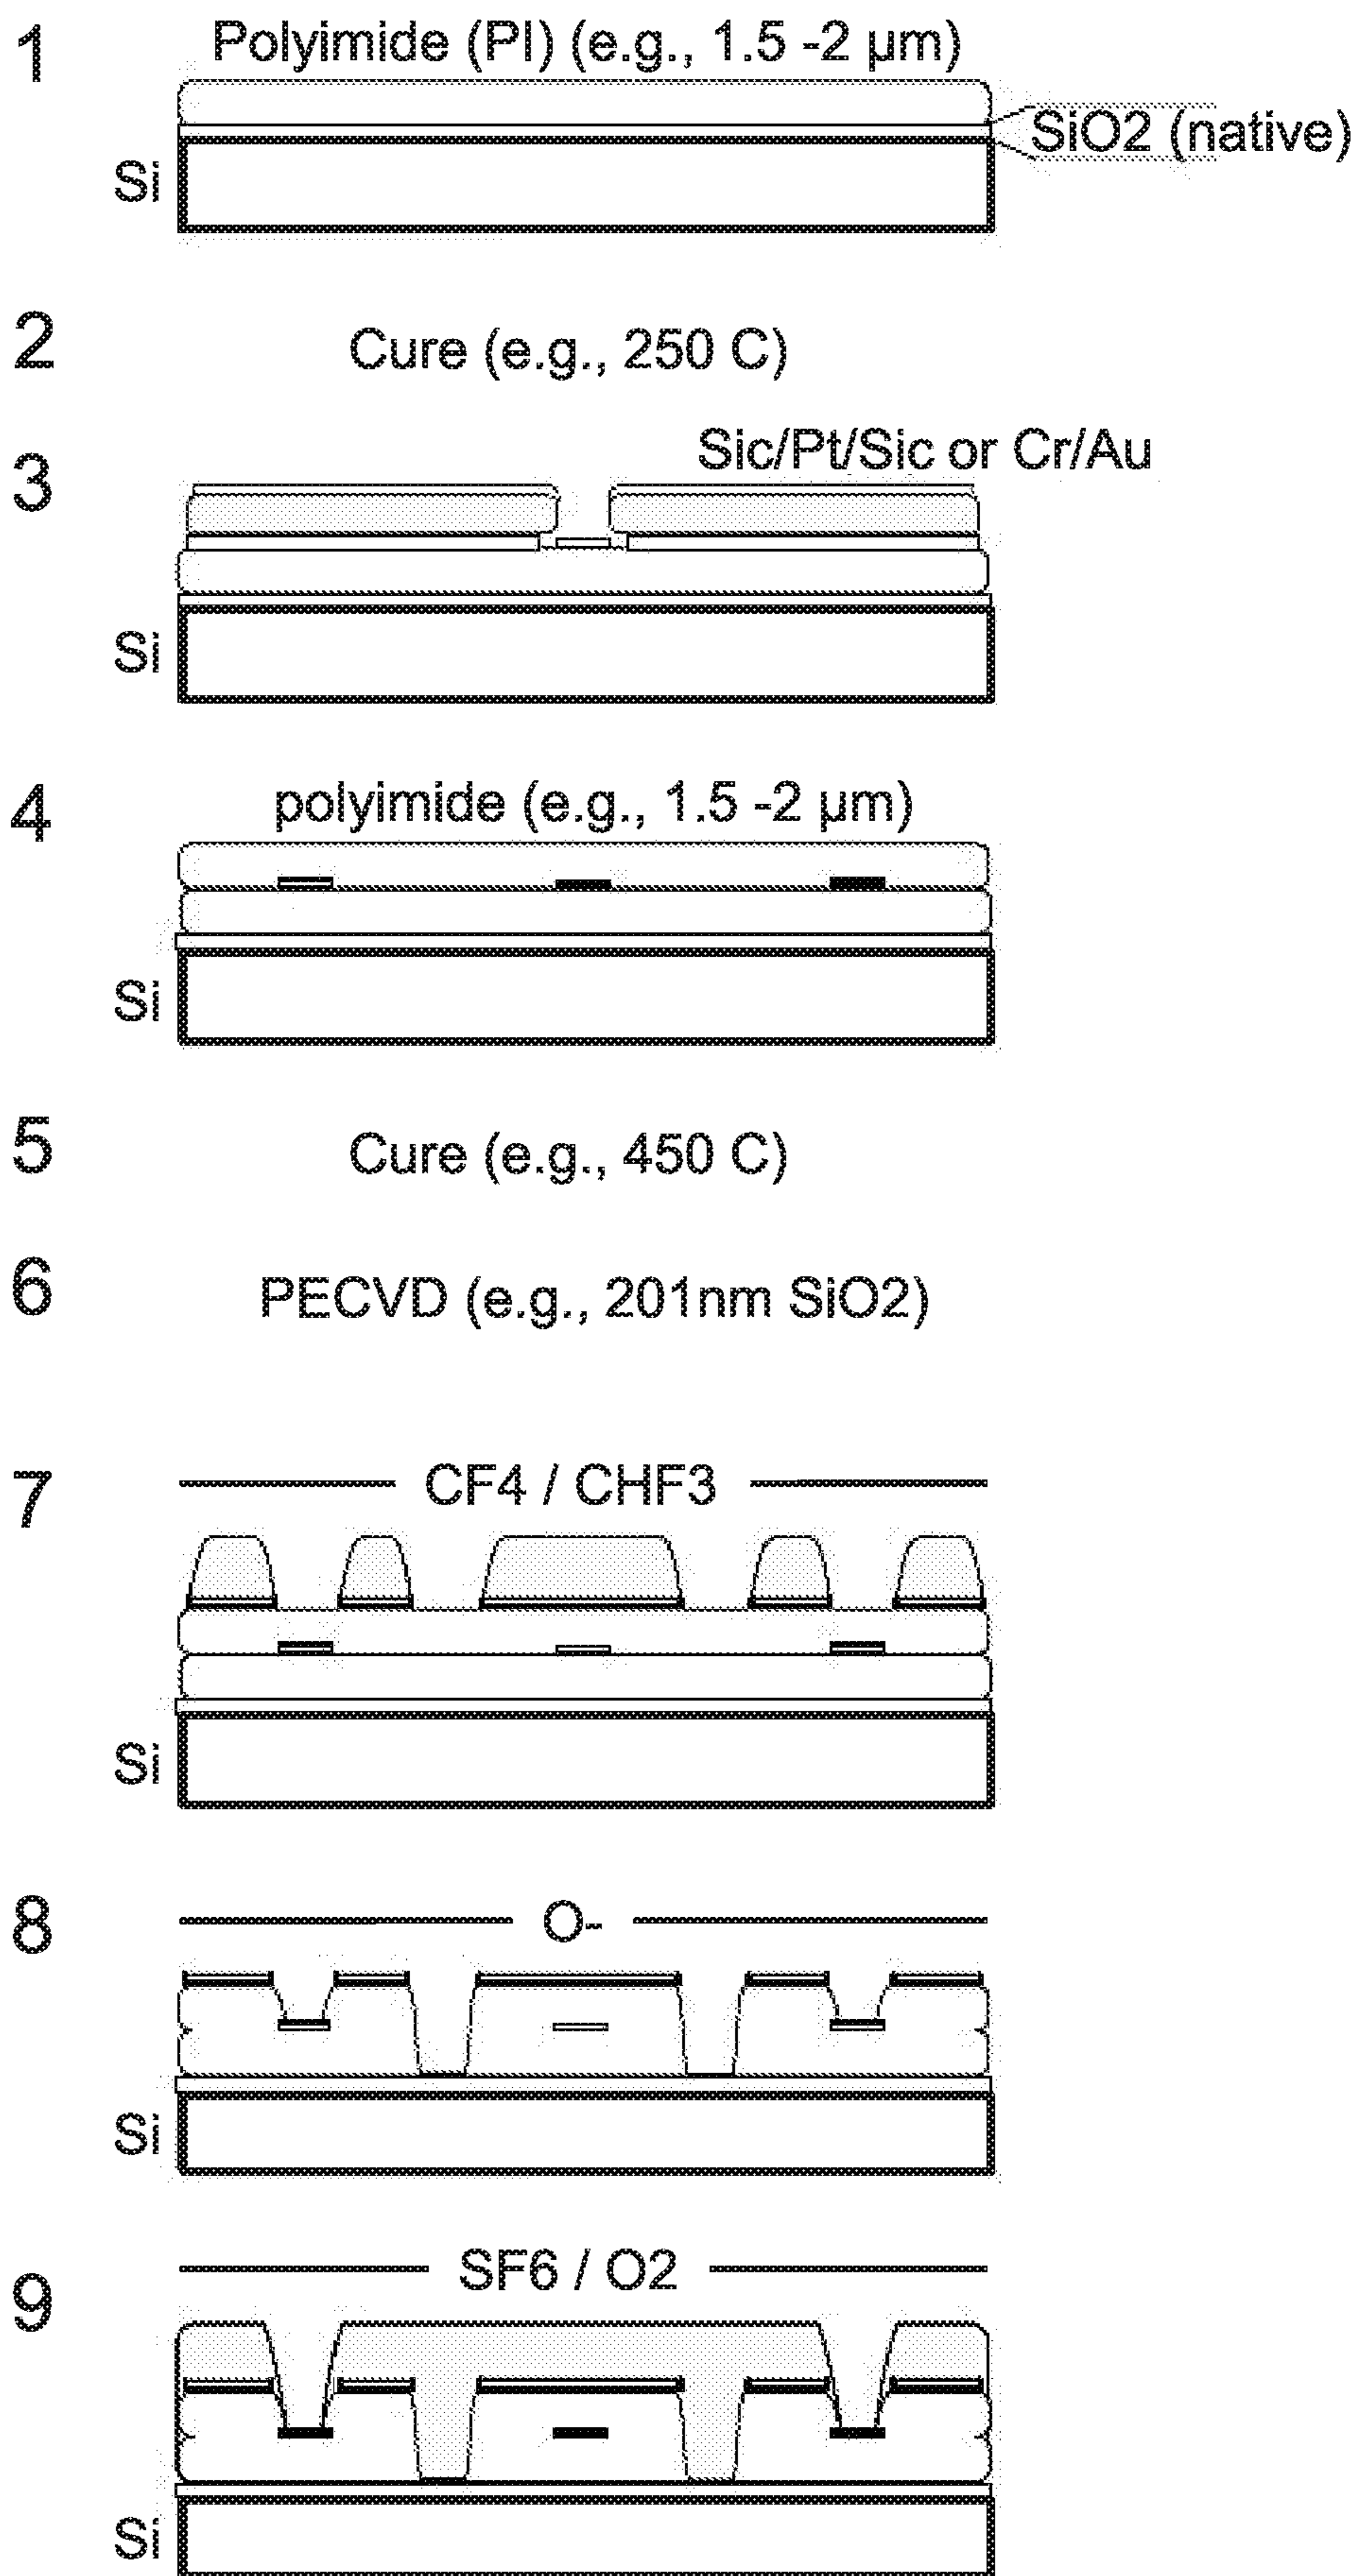 1
Polyimide (PI) (e.g., 1.5 -2 µm)
SiO2 (native)
Si
2
Cure (e.g., 250 C)
3
Sic/Pt/Sic or Cr/Au
Si
4
polyimide (e.g., 1.5 -2 µm)
Si
5
Cure (e.g., 450 C)
6
PECVD (e.g., 201nm SiO2)
7
CF4 / CHF3
Si
8
O-
Si
9
SF6 / O2
Si